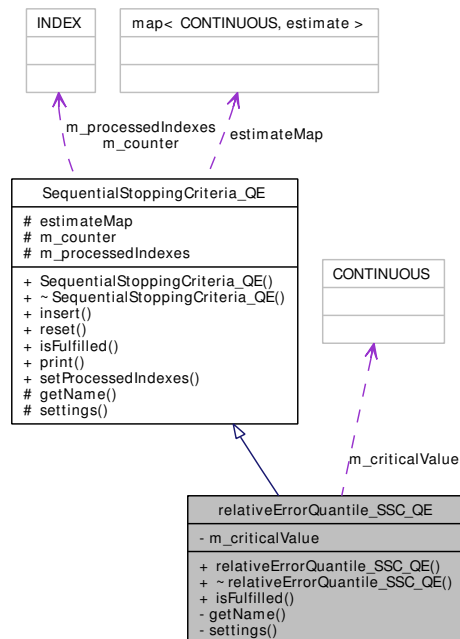 INDEX
map< CONTINUOUS, estimate >
m_processedIndexes
m_counter
estimateMap
SequentialStoppingCriteria_QE
# estimateMap
# m_counter
# m_processedIndexes
+ SequentialStoppingCriteria_QE()
+ ~ SequentialStoppingCriteria_QE()
+ insert()
+ reset()
+ isFulfilled()
+ print()
+ setProcessedIndexes()
# getName()
# settings()
CONTINUOUS
m_criticalValue
relativeErrorQuantile_SSC_QE
- m_criticalValue
+ relativeErrorQuantile_SSC_QE()
+ ~ relativeErrorQuantile_SSC_QE()
+ isFulfilled()
- getName()
- settings()